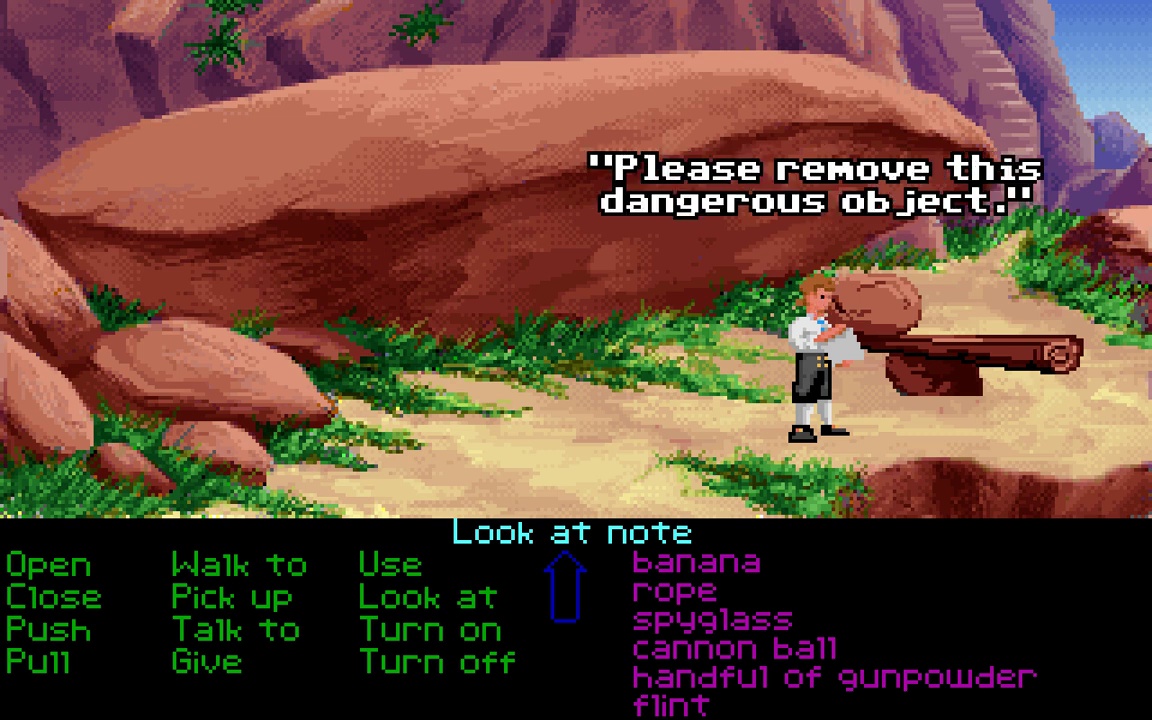 "Please remove this
dangerous object."
Look at note
Open Walk to Use
Close Pick up Look at
Push Talk to Turn on
Pull Give Turn off
banana
rope
spyglass
cannon ball
handful of gunpowder
flint